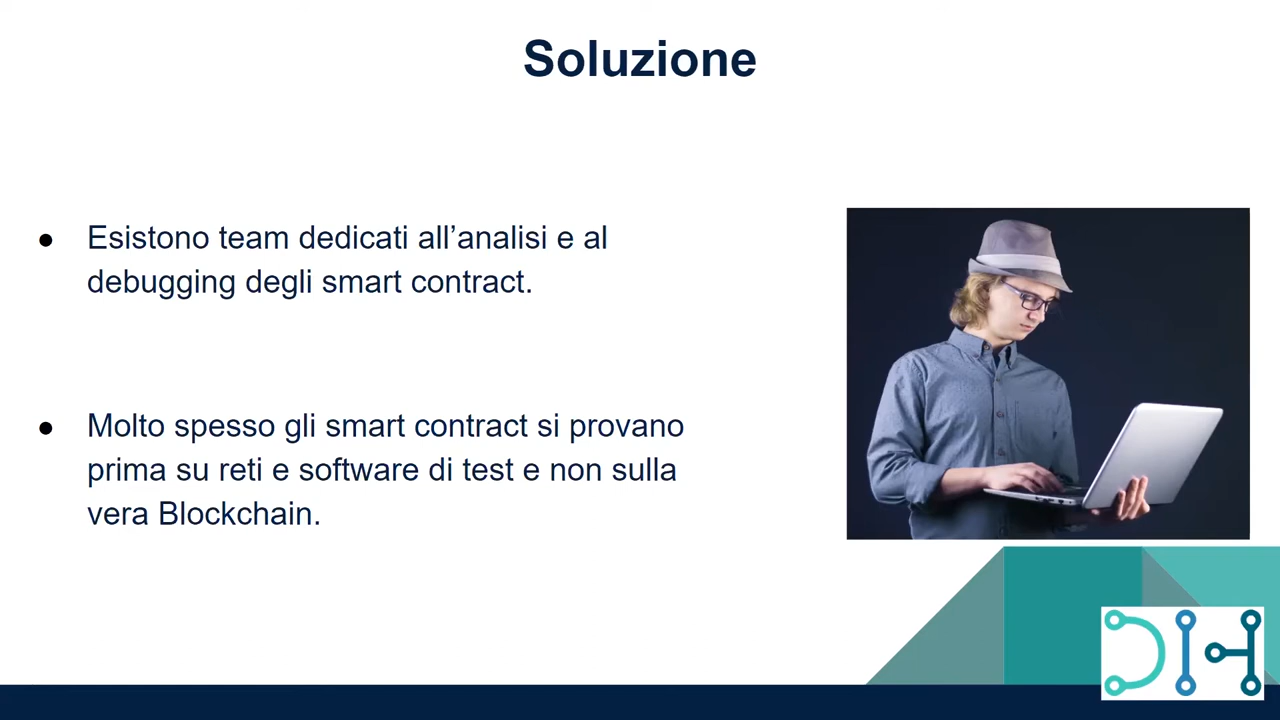 Soluzione
● Esistono team dedicati all’analisi e al
debugging degli smart contract.
● Molto spesso gli smart contract si provano
prima su reti e software di test e non sulla
vera Blockchain.
DIH